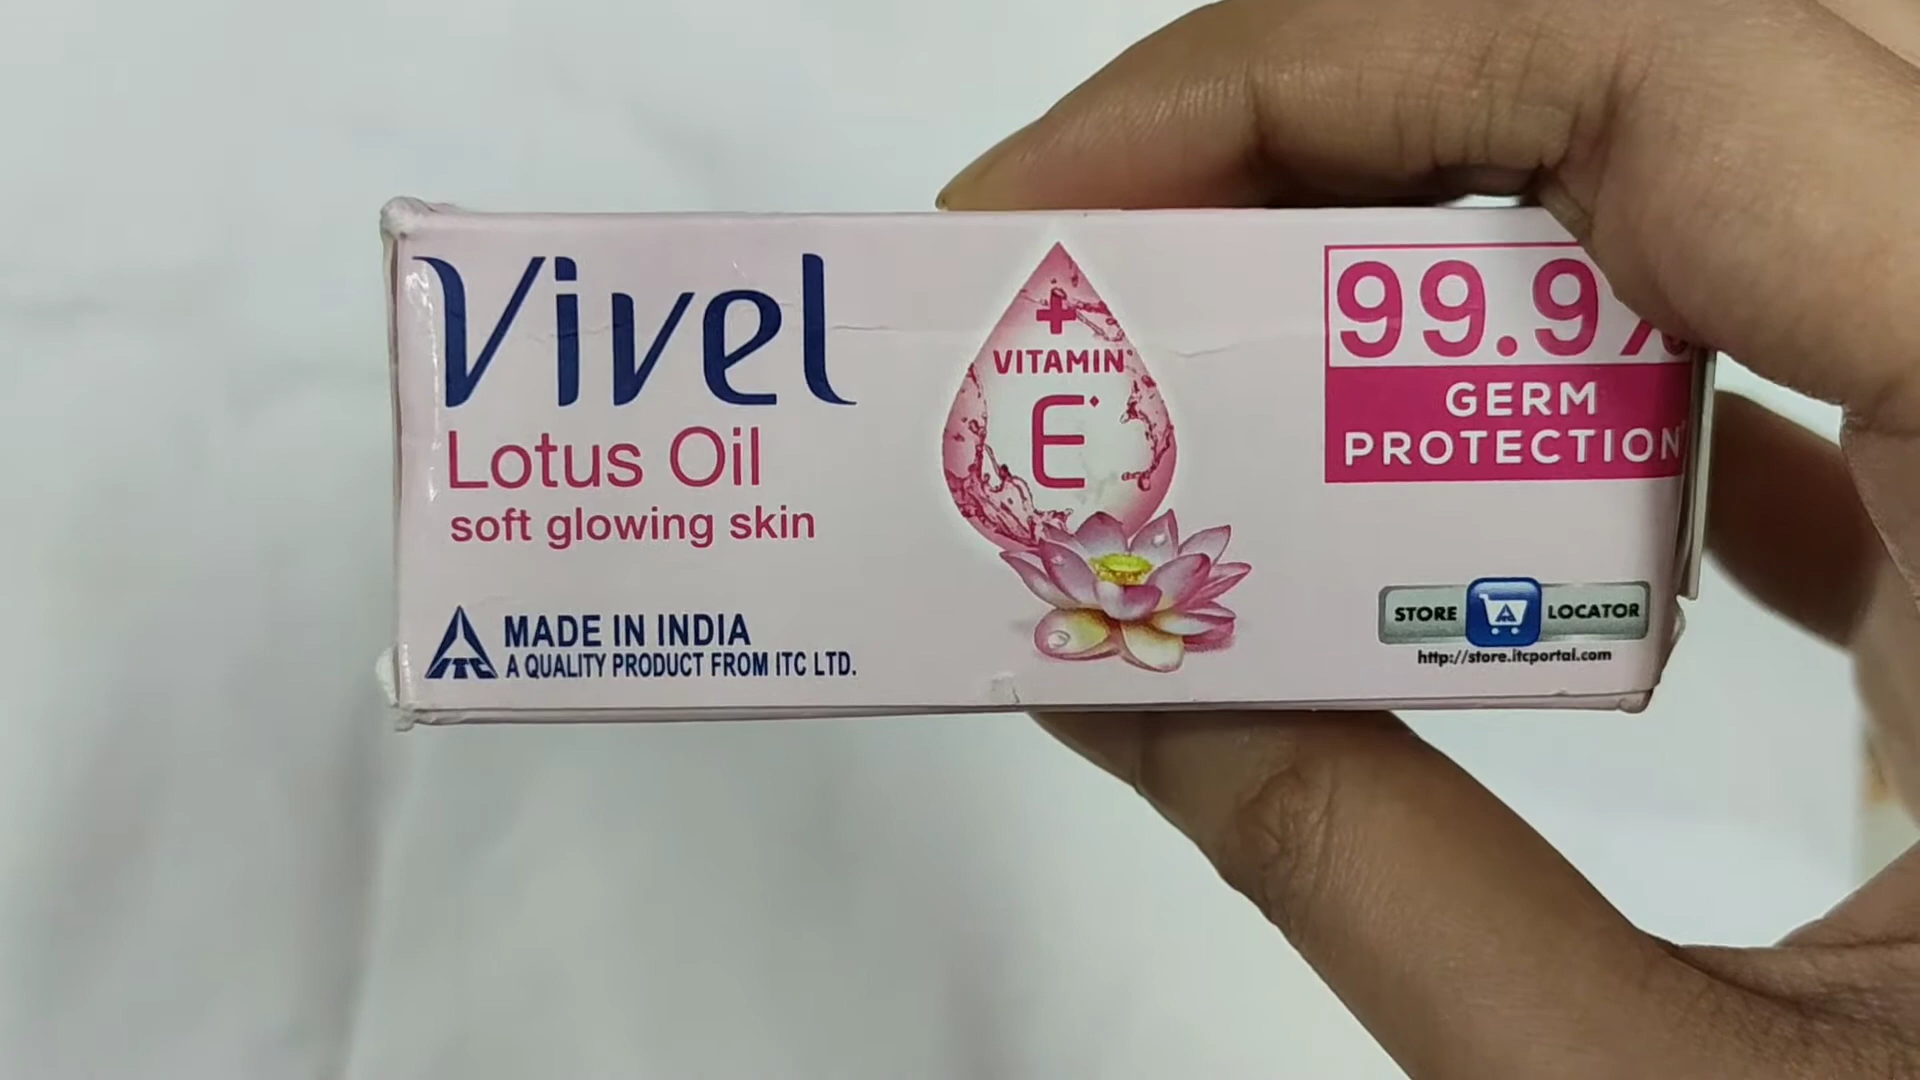 Vivel
Lotus Oil
soft glowing skin
ITC
MADE IN INDIA
A QUALITY PRODUCT FROM ITC LTD.
+
VITAMIN
E
99.9%
GERM
PROTECTION
STORE LOCATOR
http://store.itcportal.com